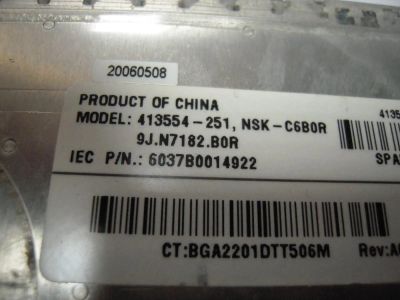 20060508
PRODUCT OF CHINA
MODEL: 413554-251, NSK-C6B0R
9J.N7182.B0R
IEC P/N.: 6037B0014922
CT:BGA2201DTT506M